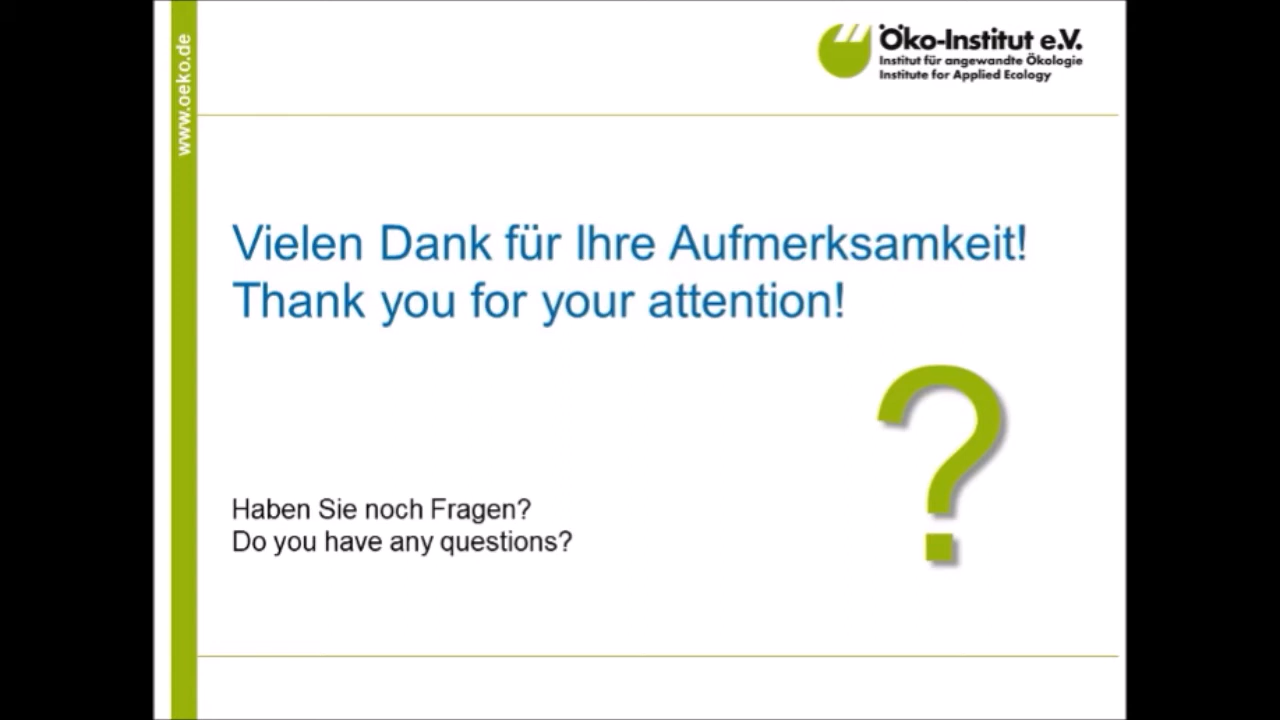 www.oeko.de
Öko-Institut e.V.
Institut für angewandte Ökologie
Institute for Applied Ecology
Vielen Dank für Ihre Aufmerksamkeit!
Thank you for your attention!
?
Haben Sie noch Fragen?
Do you have any questions?